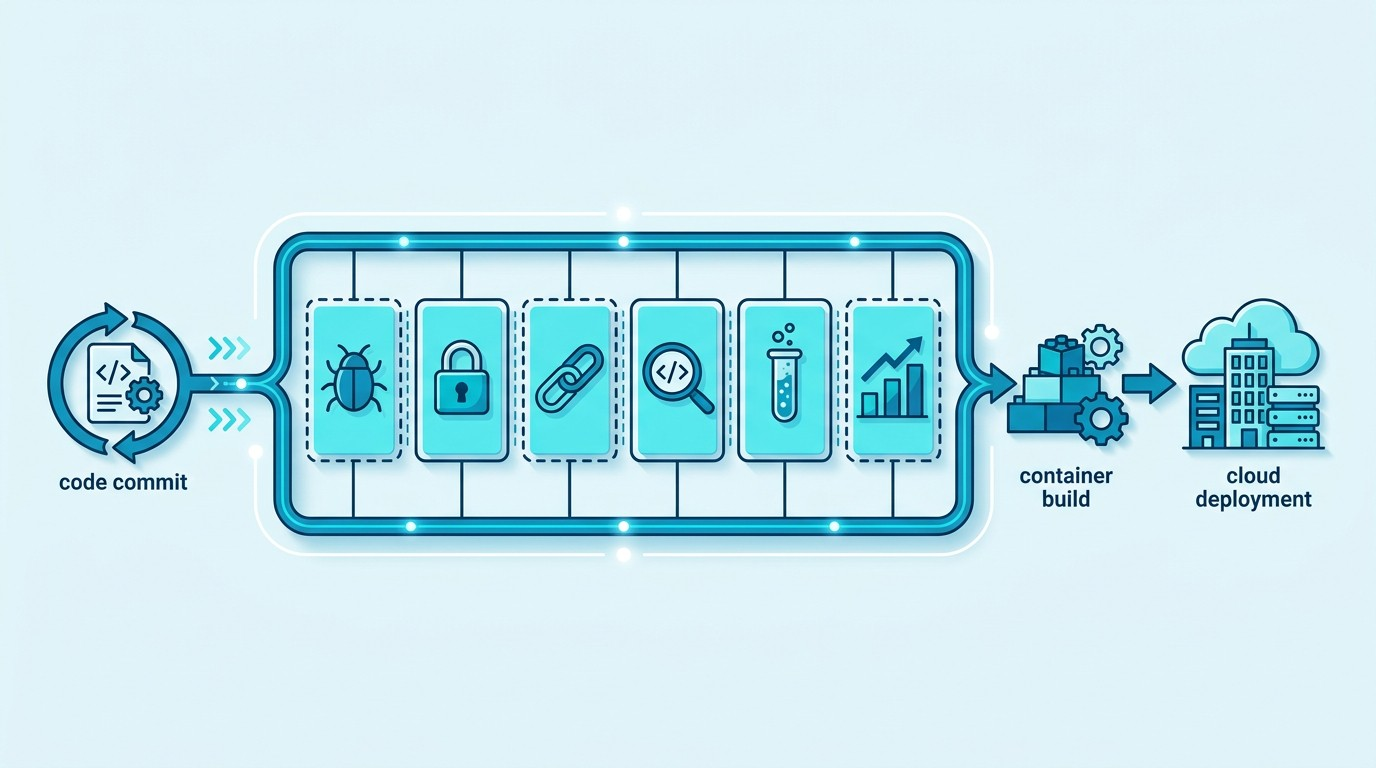 </>
</>
code commit
container
build
cloud
deployment